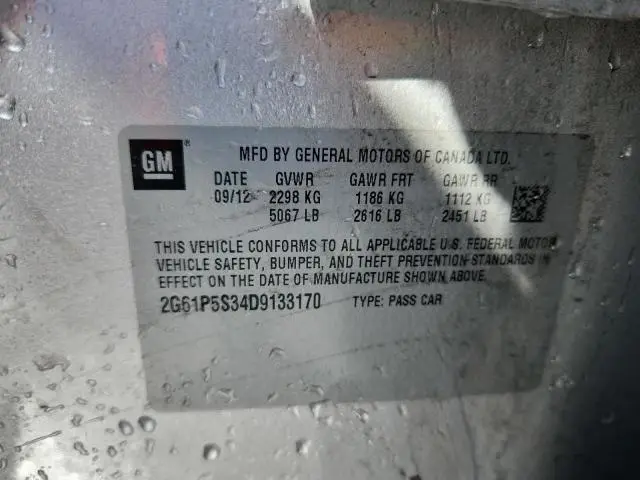 GM ®
MFD BY GENERAL MOTORS OF CANADA LTD.
DATE GVWR GAWR FRT GAWR RR
09/12 2298 KG 1186 KG 1112 KG
5067 LB 2616 LB 2451 LB
THIS VEHICLE CONFORMS TO ALL APPLICABLE U.S. FEDERAL MOTOR
VEHICLE SAFETY, BUMPER, AND THEFT PREVENTION STANDARDS IN
EFFECT ON THE DATE OF MANUFACTURE SHOWN ABOVE.
2G61P5S34D9133170 TYPE: PASS CAR